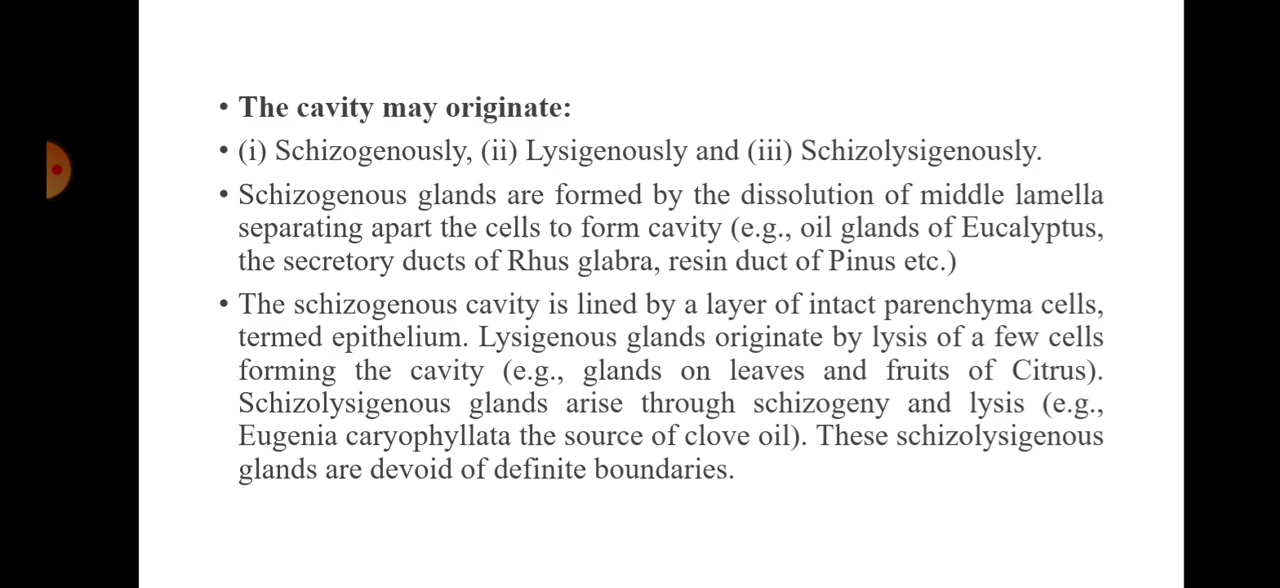 • The cavity may originate:
• (i) Schizogenously, (ii) Lysigenously and (iii) Schizolysigenously.
• Schizogenous glands are formed by the dissolution of middle lamella
separating apart the cells to form cavity (e.g., oil glands of Eucalyptus,
the secretory ducts of Rhus glabra, resin duct of Pinus etc.)
• The schizogenous cavity is lined by a layer of intact parenchyma cells,
termed epithelium. Lysigenous glands originate by lysis of a few cells
forming the cavity (e.g., glands on leaves and fruits of Citrus).
Schizolysigenous glands arise through schizogeny and lysis (e.g.,
Eugenia caryophyllata the source of clove oil). These schizolysigenous
glands are devoid of definite boundaries.